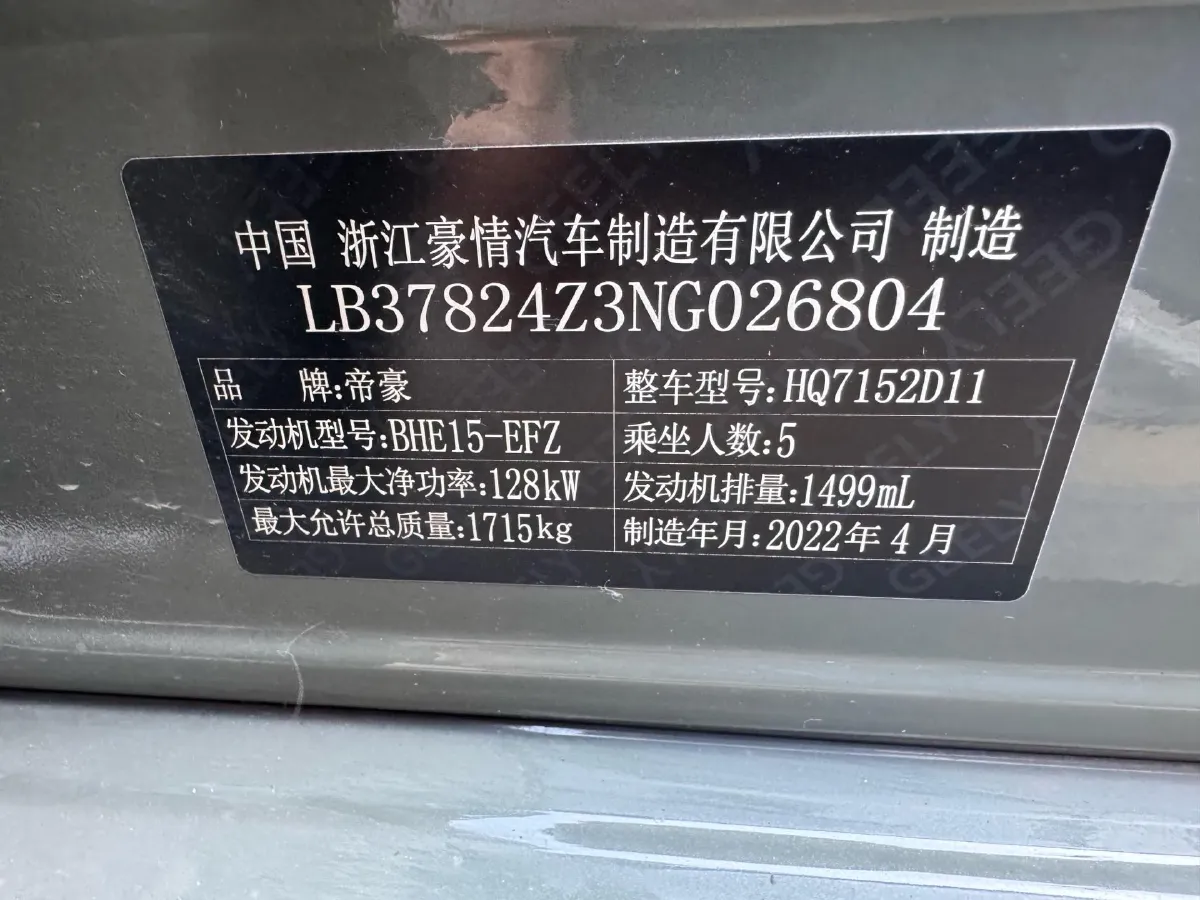 中国 浙江豪情汽车制造有限公司 制造
LB37824Z3NG026804
品 牌:帝豪 整车型号:HQ7152D11
发动机型号:BHE15-EFZ 乘坐人数:5
发动机最大净功率:128kW 发动机排量:1499mL
最大允许总质量:1715kg 制造年月:2022年4月